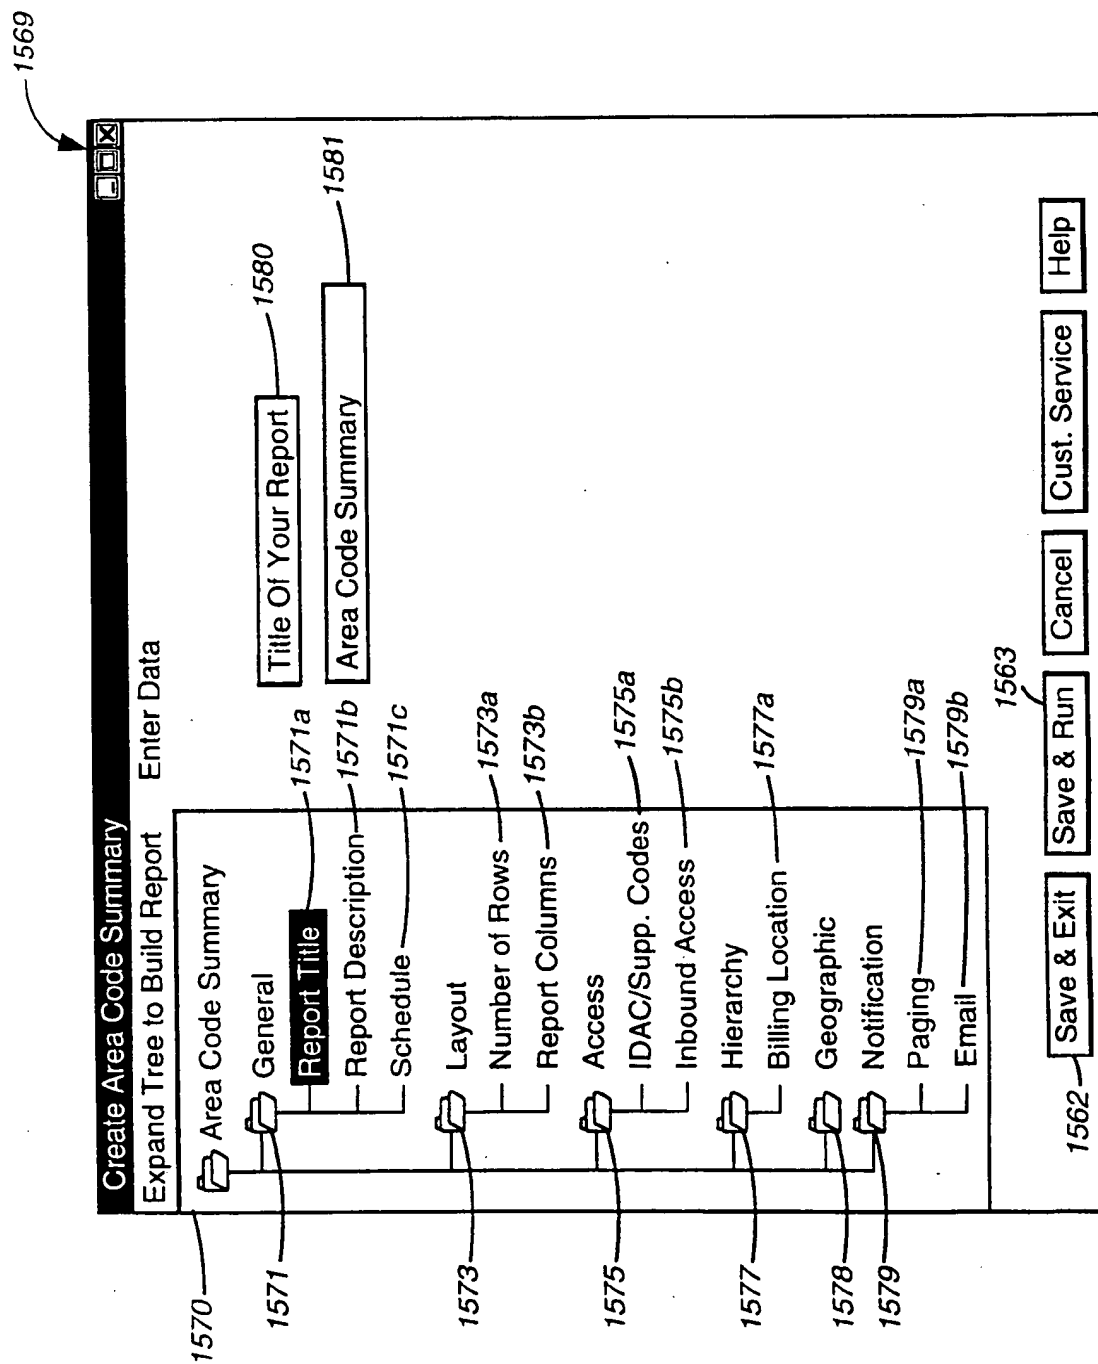 1569
Create Area Code Summary
Expand Tree to Build Report
Enter Data
1570
Area Code Summary
1571
General
Report Title
1571a
Title Of Your Report
1580
Report Description
1571b
Area Code Summary
1581
Schedule
1571c
1573
Layout
Number of Rows
1573a
Report Columns
1573b
1575
Access
IDAC/Supp. Codes
1575a
Inbound Access
1575b
1577
Hierarchy
Billing Location
1577a
1578
Geographic
1579
Notification
Paging
1579a
Email
1579b
1562
Save & Exit
1563
Save & Run
Cancel
Cust. Service
Help